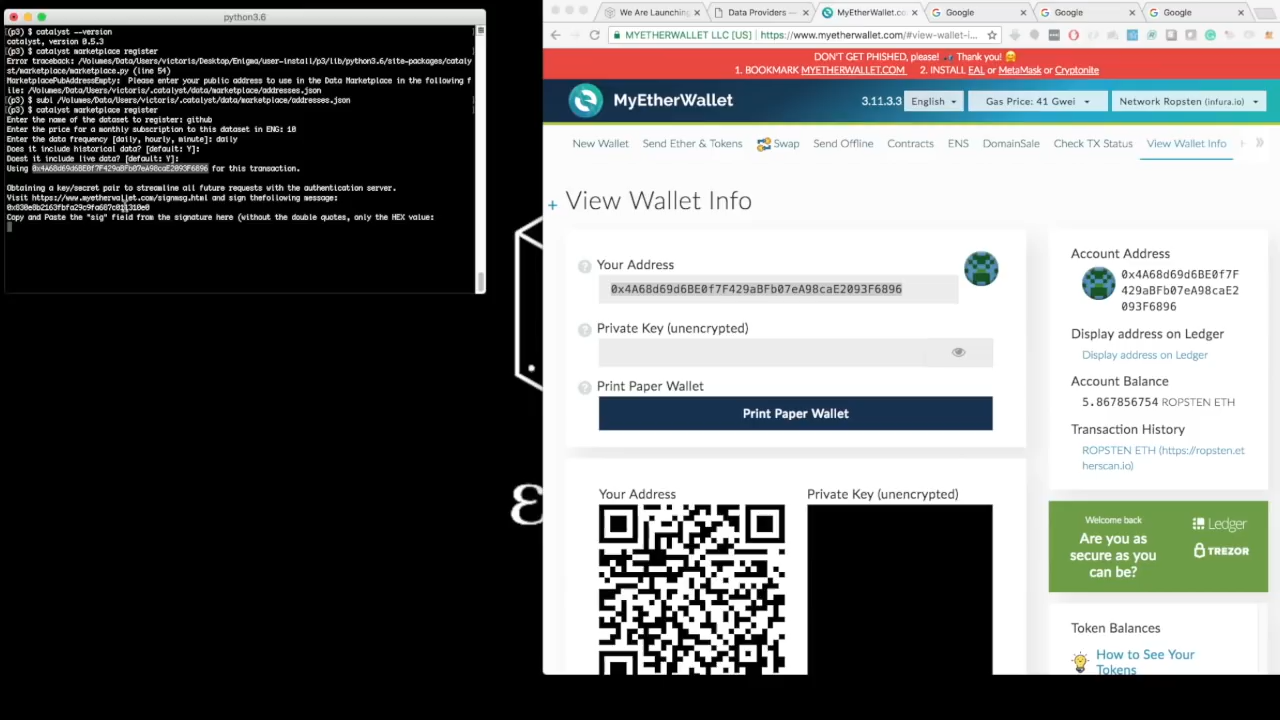 python3.6
(p3) $ catalyst --version
catalyst, version 0.5.3
(p3) $ catalyst marketplace register
Error traceback: /Volumes/Data/Users/victoris/Desktop/Enigma/user-install/p3/lib/python3.6/site-packages/cataly
st/marketplace/marketplace.py (line 54)
MarketplacePubAddressEmpty:  Please enter your public address to use in the Data Marketplace in the following f
ile: /Volumes/Data/Users/victoris/.catalyst/data/marketplace/addresses.json
(p3) $ subl /Volumes/Data/Users/victoris/.catalyst/data/marketplace/addresses.json
(p3) $ catalyst marketplace register
Enter the name of the dataset to register: github
Enter the price for a monthly subscription to this dataset in ENG: 10
Enter the data frequency [daily, hourly, minute]: daily
Does it include historical data? [default: Y]:
Doest it include live data? [default: Y]:
Using 0x4A68d69d6BE0f7F429aBFb07eA98caE2093F6896 for this transaction.
Obtaining a key/secret pair to streamline all future requests with the authentication server.
Visit https://www.myetherwallet.com/signmsg.html and sign thefollowing message:
Copy and Paste the "sig" field from the signature here (without the double quotes, only the HEX value:
We Are Launching
Data Providers —
MyEtherWallet.co
Google
Google
Google
MYETHERWALLET LLC [US] https://www.myetherwallet.com/#view-wallet-i...
DON'T GET PHISHED, please! Thank you!
1. BOOKMARK MYETHERWALLET.COM 2. INSTALL EAL or MetaMask or Cryptonite
MyEtherWallet
3.11.3.3 English Gas Price: 41 Gwei Network Ropsten (infura.io)
New Wallet Send Ether & Tokens Swap Send Offline Contracts ENS DomainSale Check TX Status View Wallet Info
+ View Wallet Info
Your Address
0x4A68d69d6BE0f7F429aBFb07eA98caE2093F6896
Private Key (unencrypted)
Print Paper Wallet
Print Paper Wallet
Your Address
Private Key (unencrypted)
Account Address
0x4A68d69d6BE0f7F
429aBFb07eA98caE2
093F6896
Display address on Ledger
Display address on Ledger
Account Balance
5.867856754 ROPSTEN ETH
Transaction History
ROPSTEN ETH (https://ropsten.et
herscan.io)
Welcome back
Are you as
secure as you
can be?
Ledger
TREZOR
Token Balances
How to See Your
Tokens